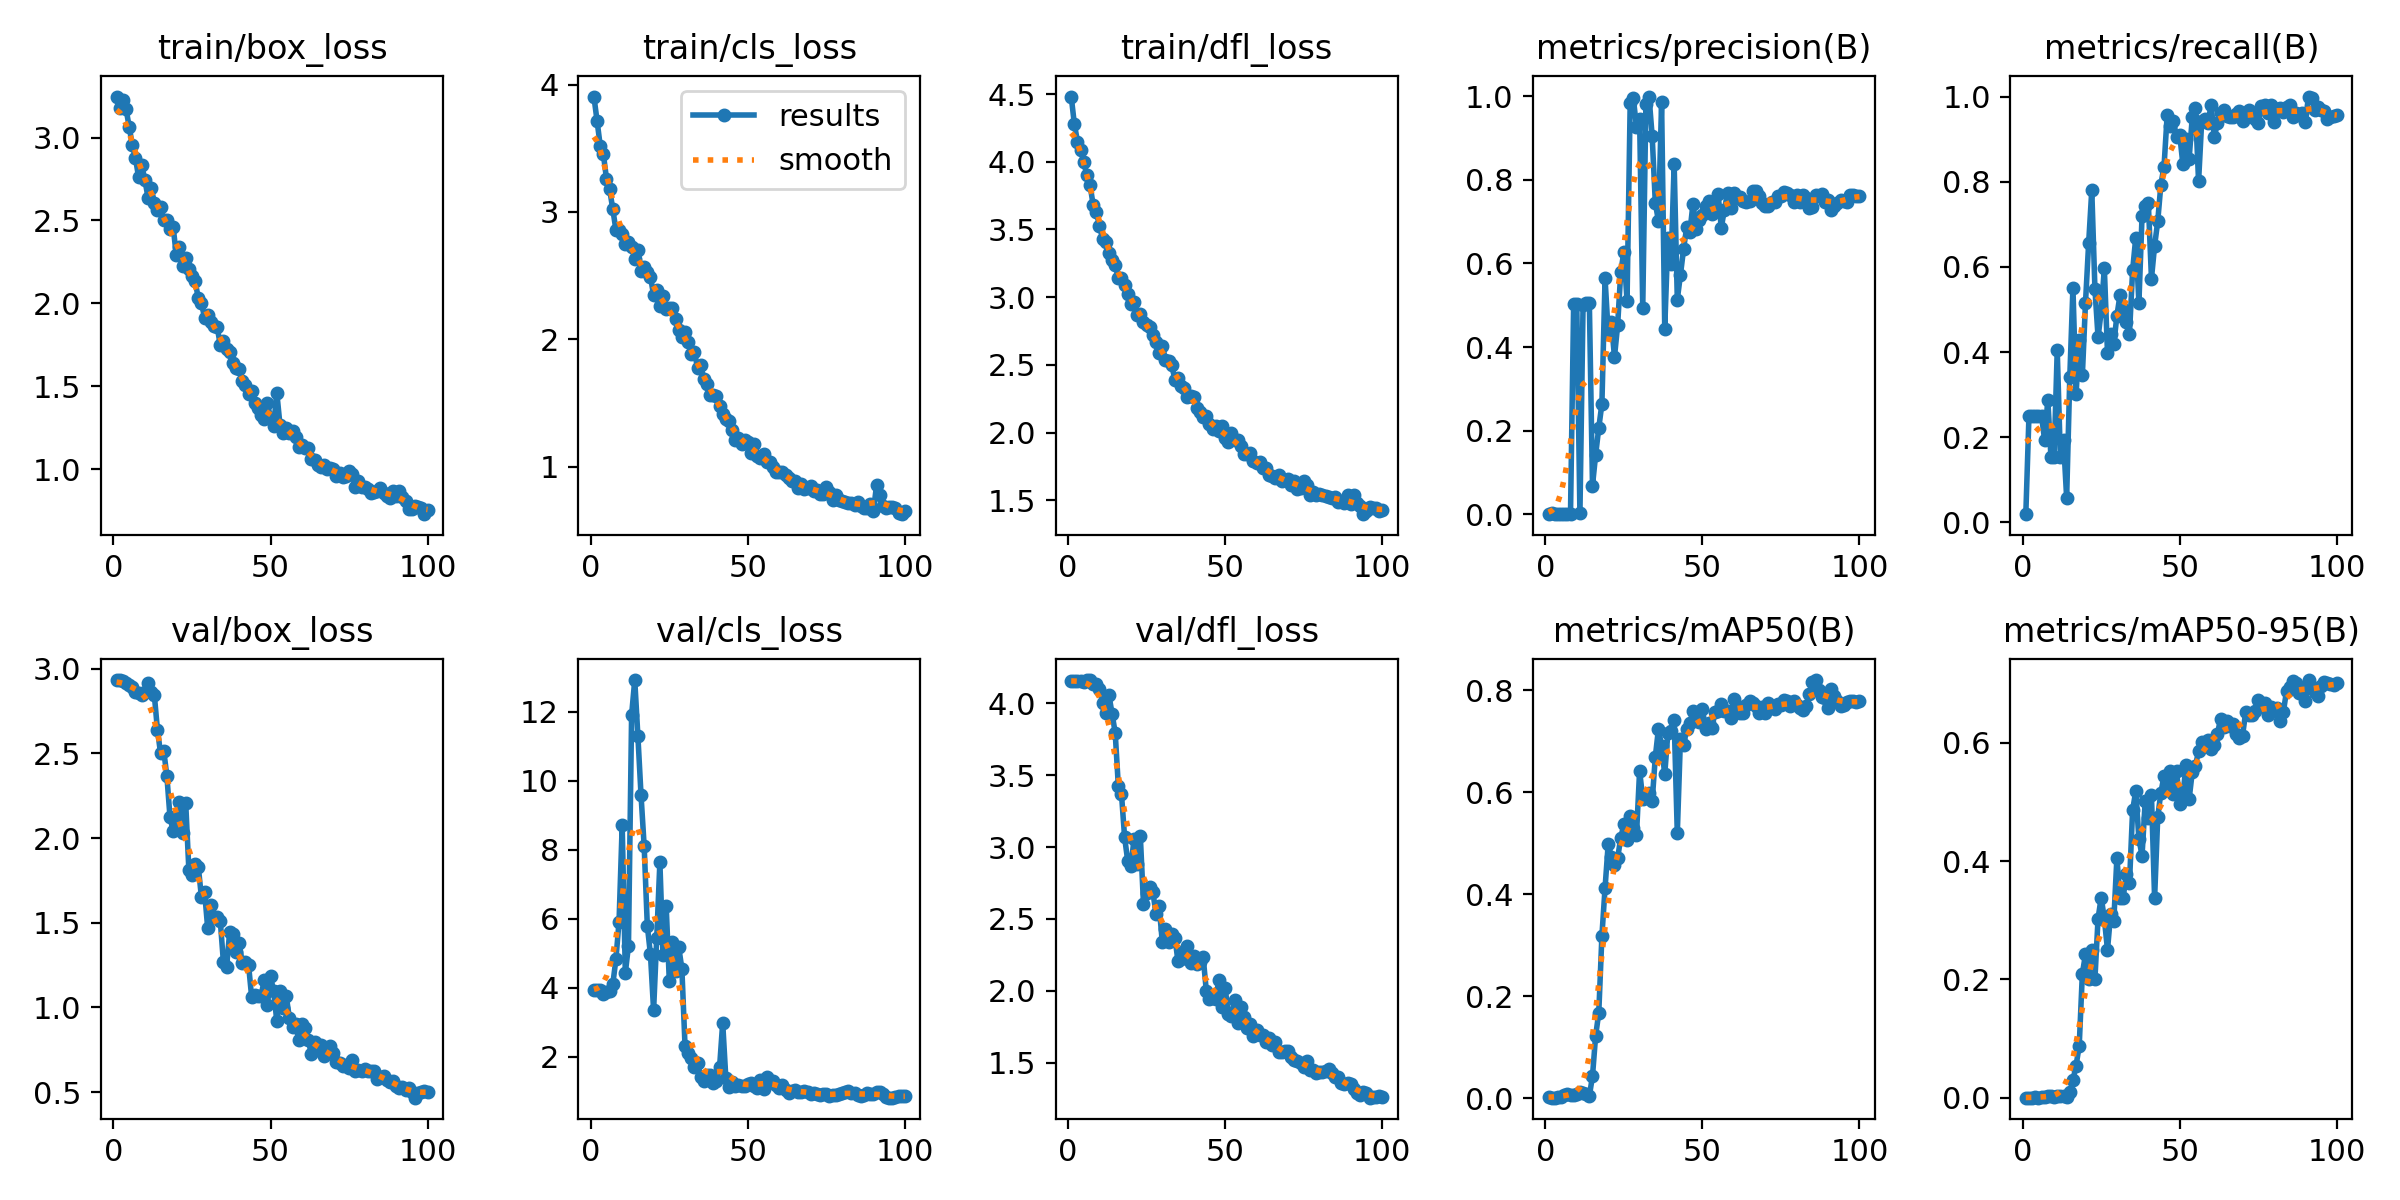 train/box_loss
3.0
2.5
2.0
1.5
1.0
0 50 100
train/cls_loss
results
smooth
4
3
2
1
0 50 100
train/dfl_loss
4.5
4.0
3.5
3.0
2.5
2.0
1.5
0 50 100
metrics/precision(B)
1.0
0.8
0.6
0.4
0.2
0.0
0 50 100
metrics/recall(B)
1.0
0.8
0.6
0.4
0.2
0.0
0 50 100
val/box_loss
3.0
2.5
2.0
1.5
1.0
0.5
0 50 100
val/cls_loss
12
10
8
6
4
2
0 50 100
val/dfl_loss
4.0
3.5
3.0
2.5
2.0
1.5
0 50 100
metrics/mAP50(B)
0.8
0.6
0.4
0.2
0.0
0 50 100
metrics/mAP50-95(B)
0.6
0.4
0.2
0.0
0 50 100